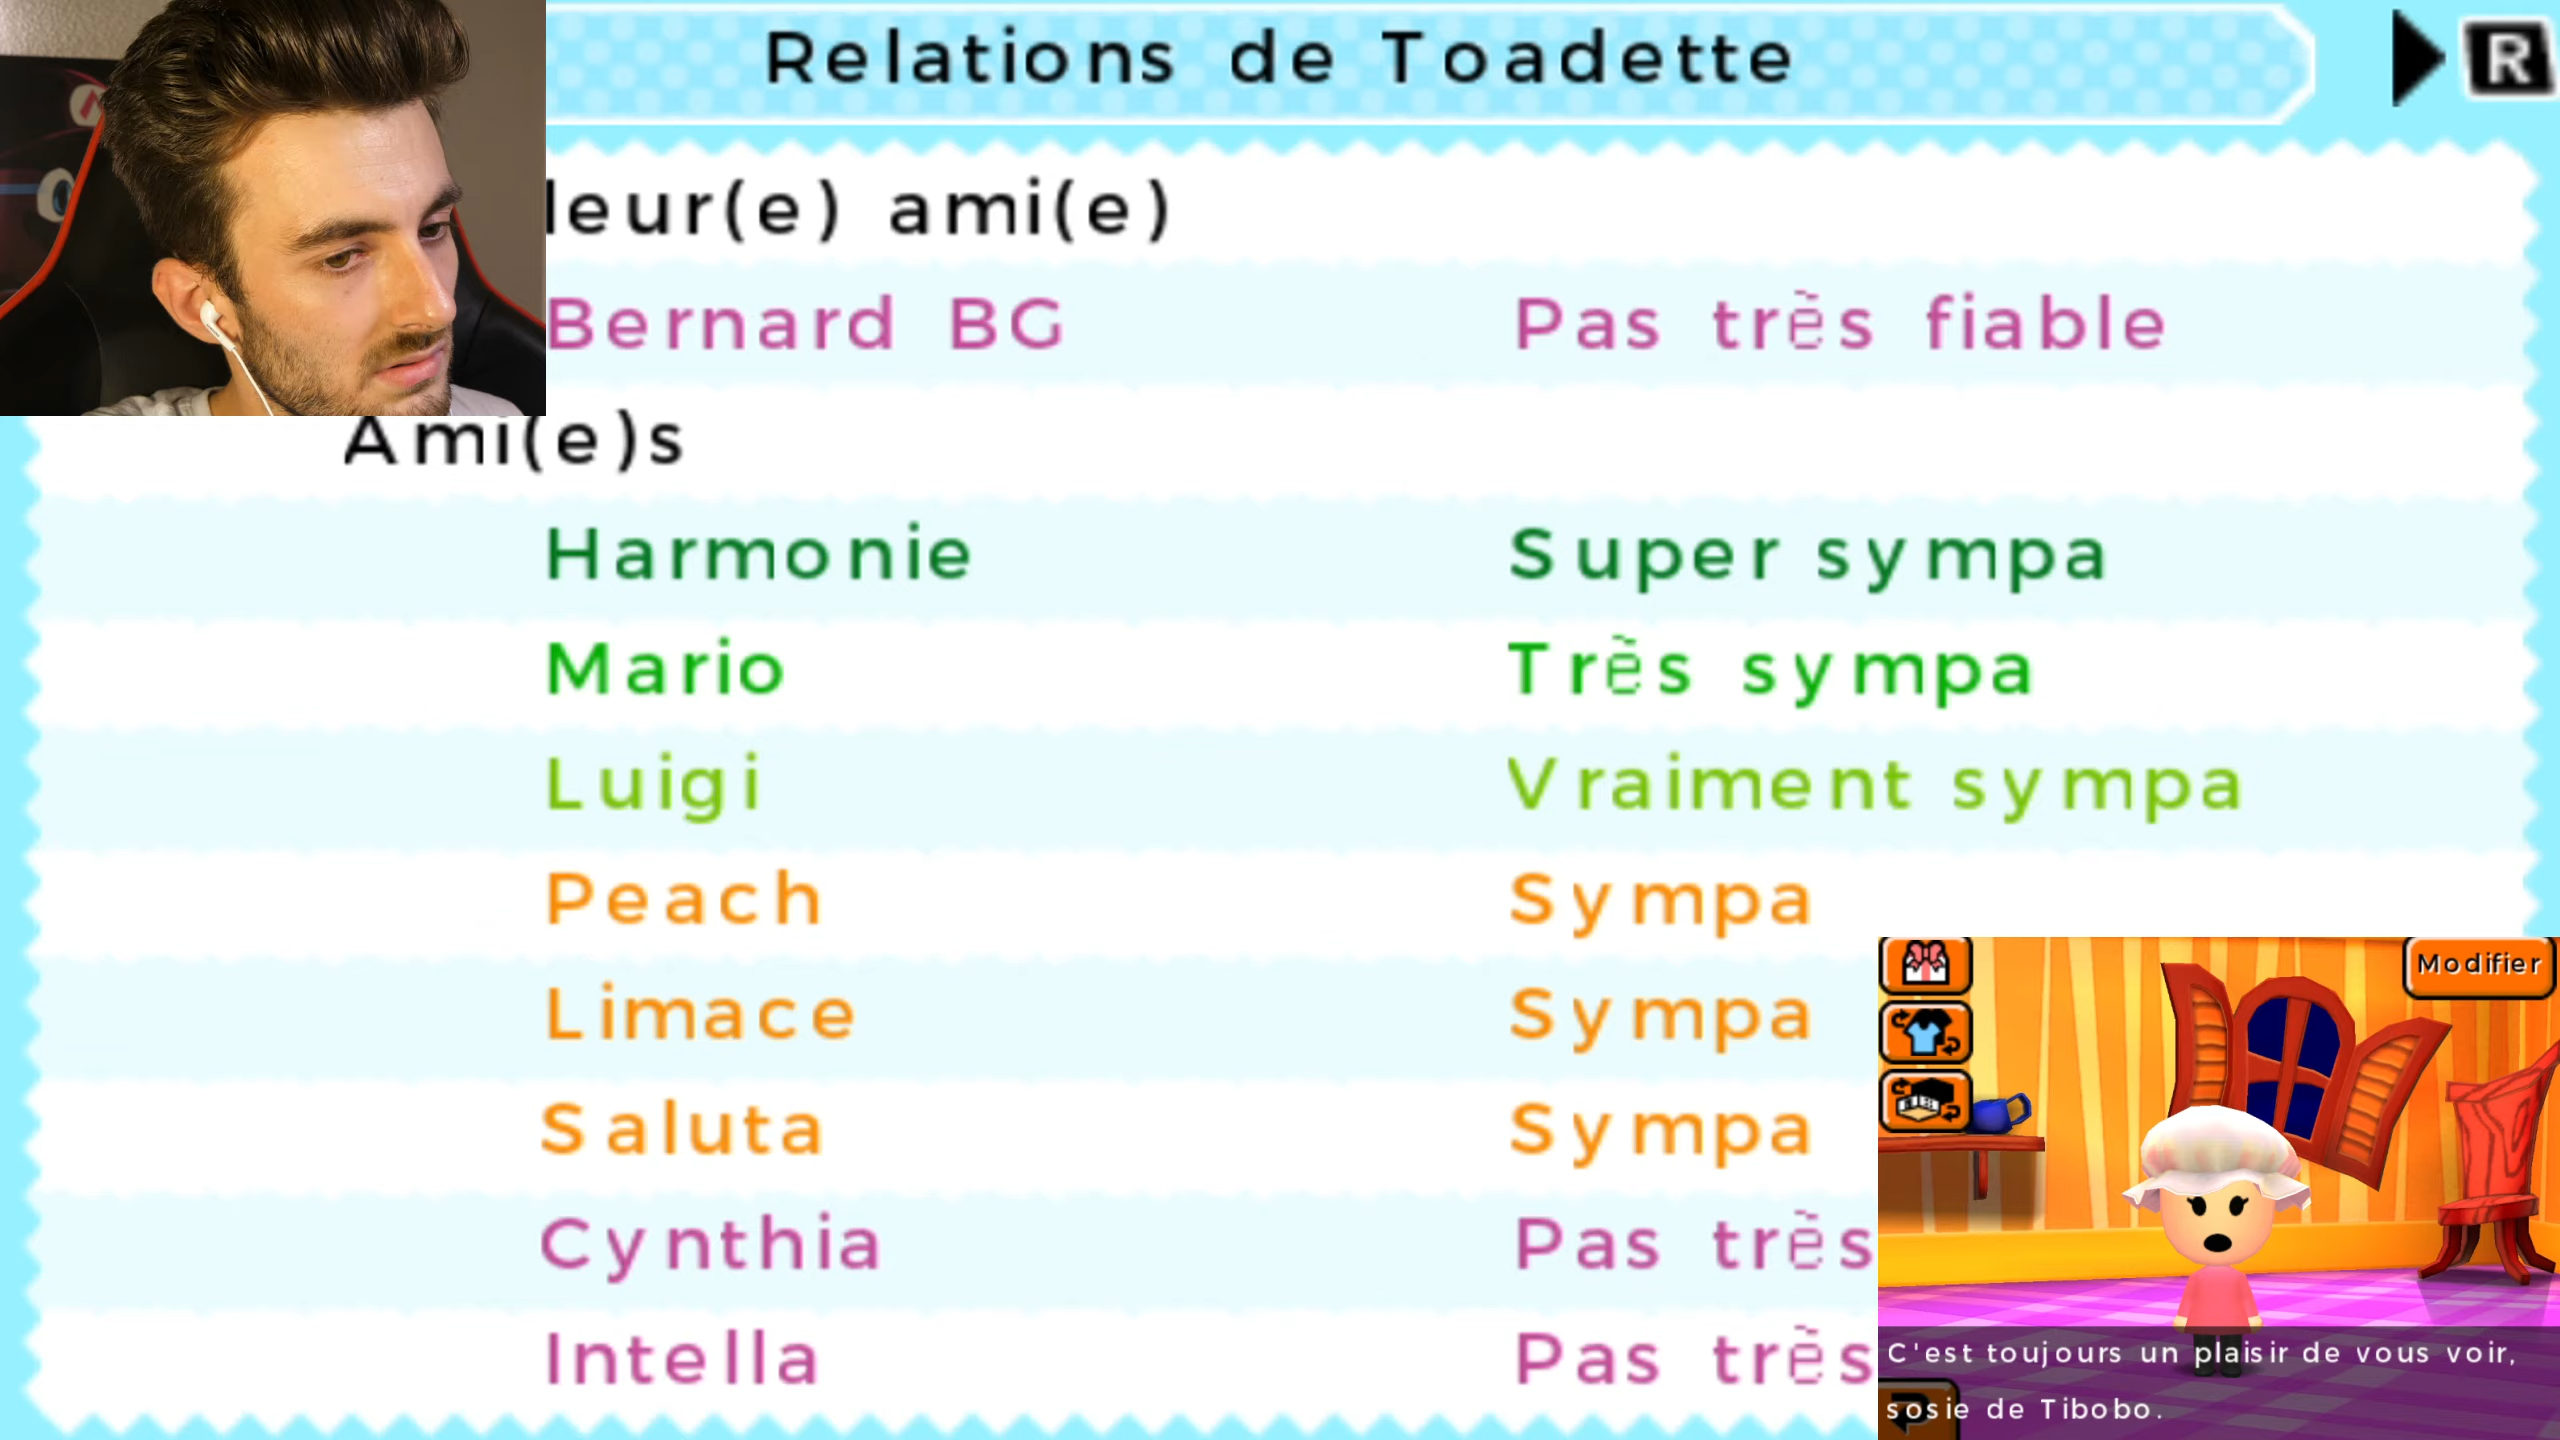 Relations de Toadette
R
leur(e) ami(e)
Bernard BG Pas très fiable
Ami(e)s
Harmonie Super sympa
Mario Très sympa
Luigi Vraiment sympa
Peach Sympa
Limace Sympa
Saluta Sympa
Cynthia Pas très
Intella Pas très
Modifier
C'est toujours un plaisir de vous voir,
sosie de Tibobo.